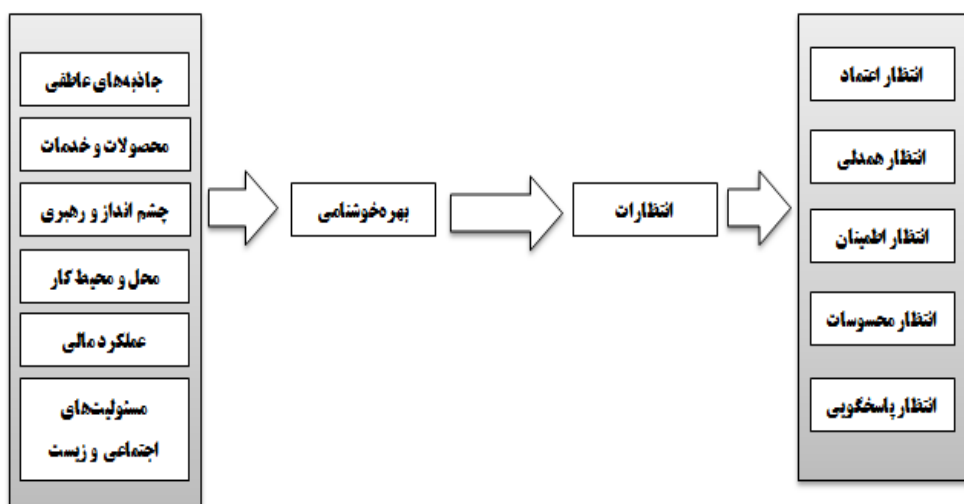 جاذبه‌های عاطفی
محصولات و خدمات
چشم انداز و رهبری
محل و محیط کار
عملکرد مالی
مسئولیت‌های
اجتماعی و زیست
بهره‌خوشنامی
انتظارات
انتظار اعتماد
انتظار همدلی
انتظار اطمینان
انتظار محسوسات
انتظار پاسخگویی